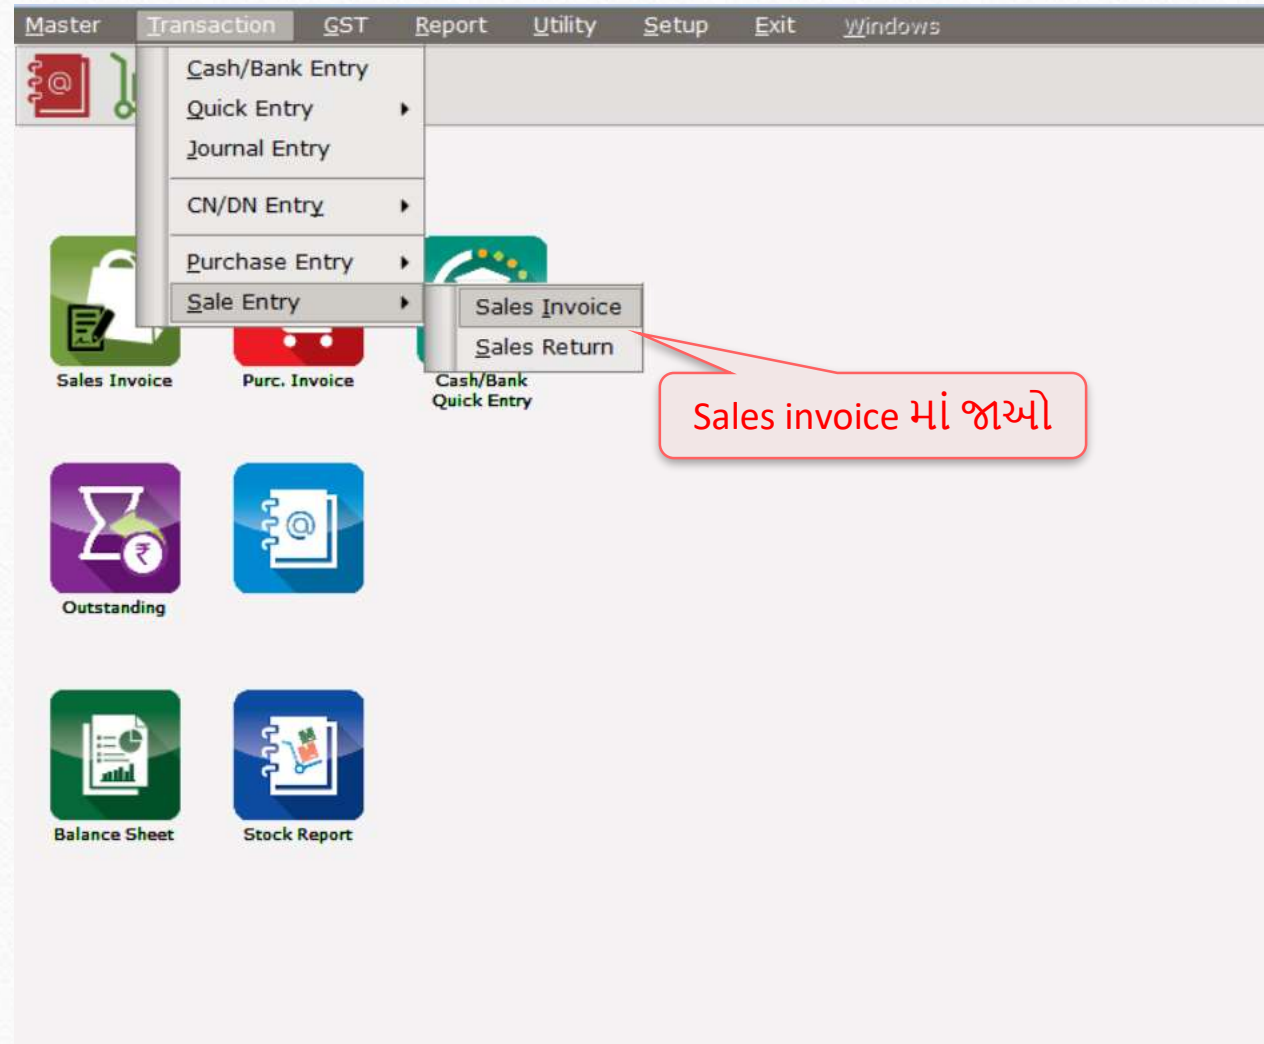 Master Transaction GST Report Utility Setup Exit Windows
Cash/Bank Entry
Quick Entry
Journal Entry
CN/DN Entry
Purchase Entry
Sale Entry
Sales Invoice
Sales Return
Sales invoice માં જાઓ
Sales Invoice
Purc. Invoice
Cash/Bank
Quick Entry
Outstanding
Balance Sheet
Stock Report